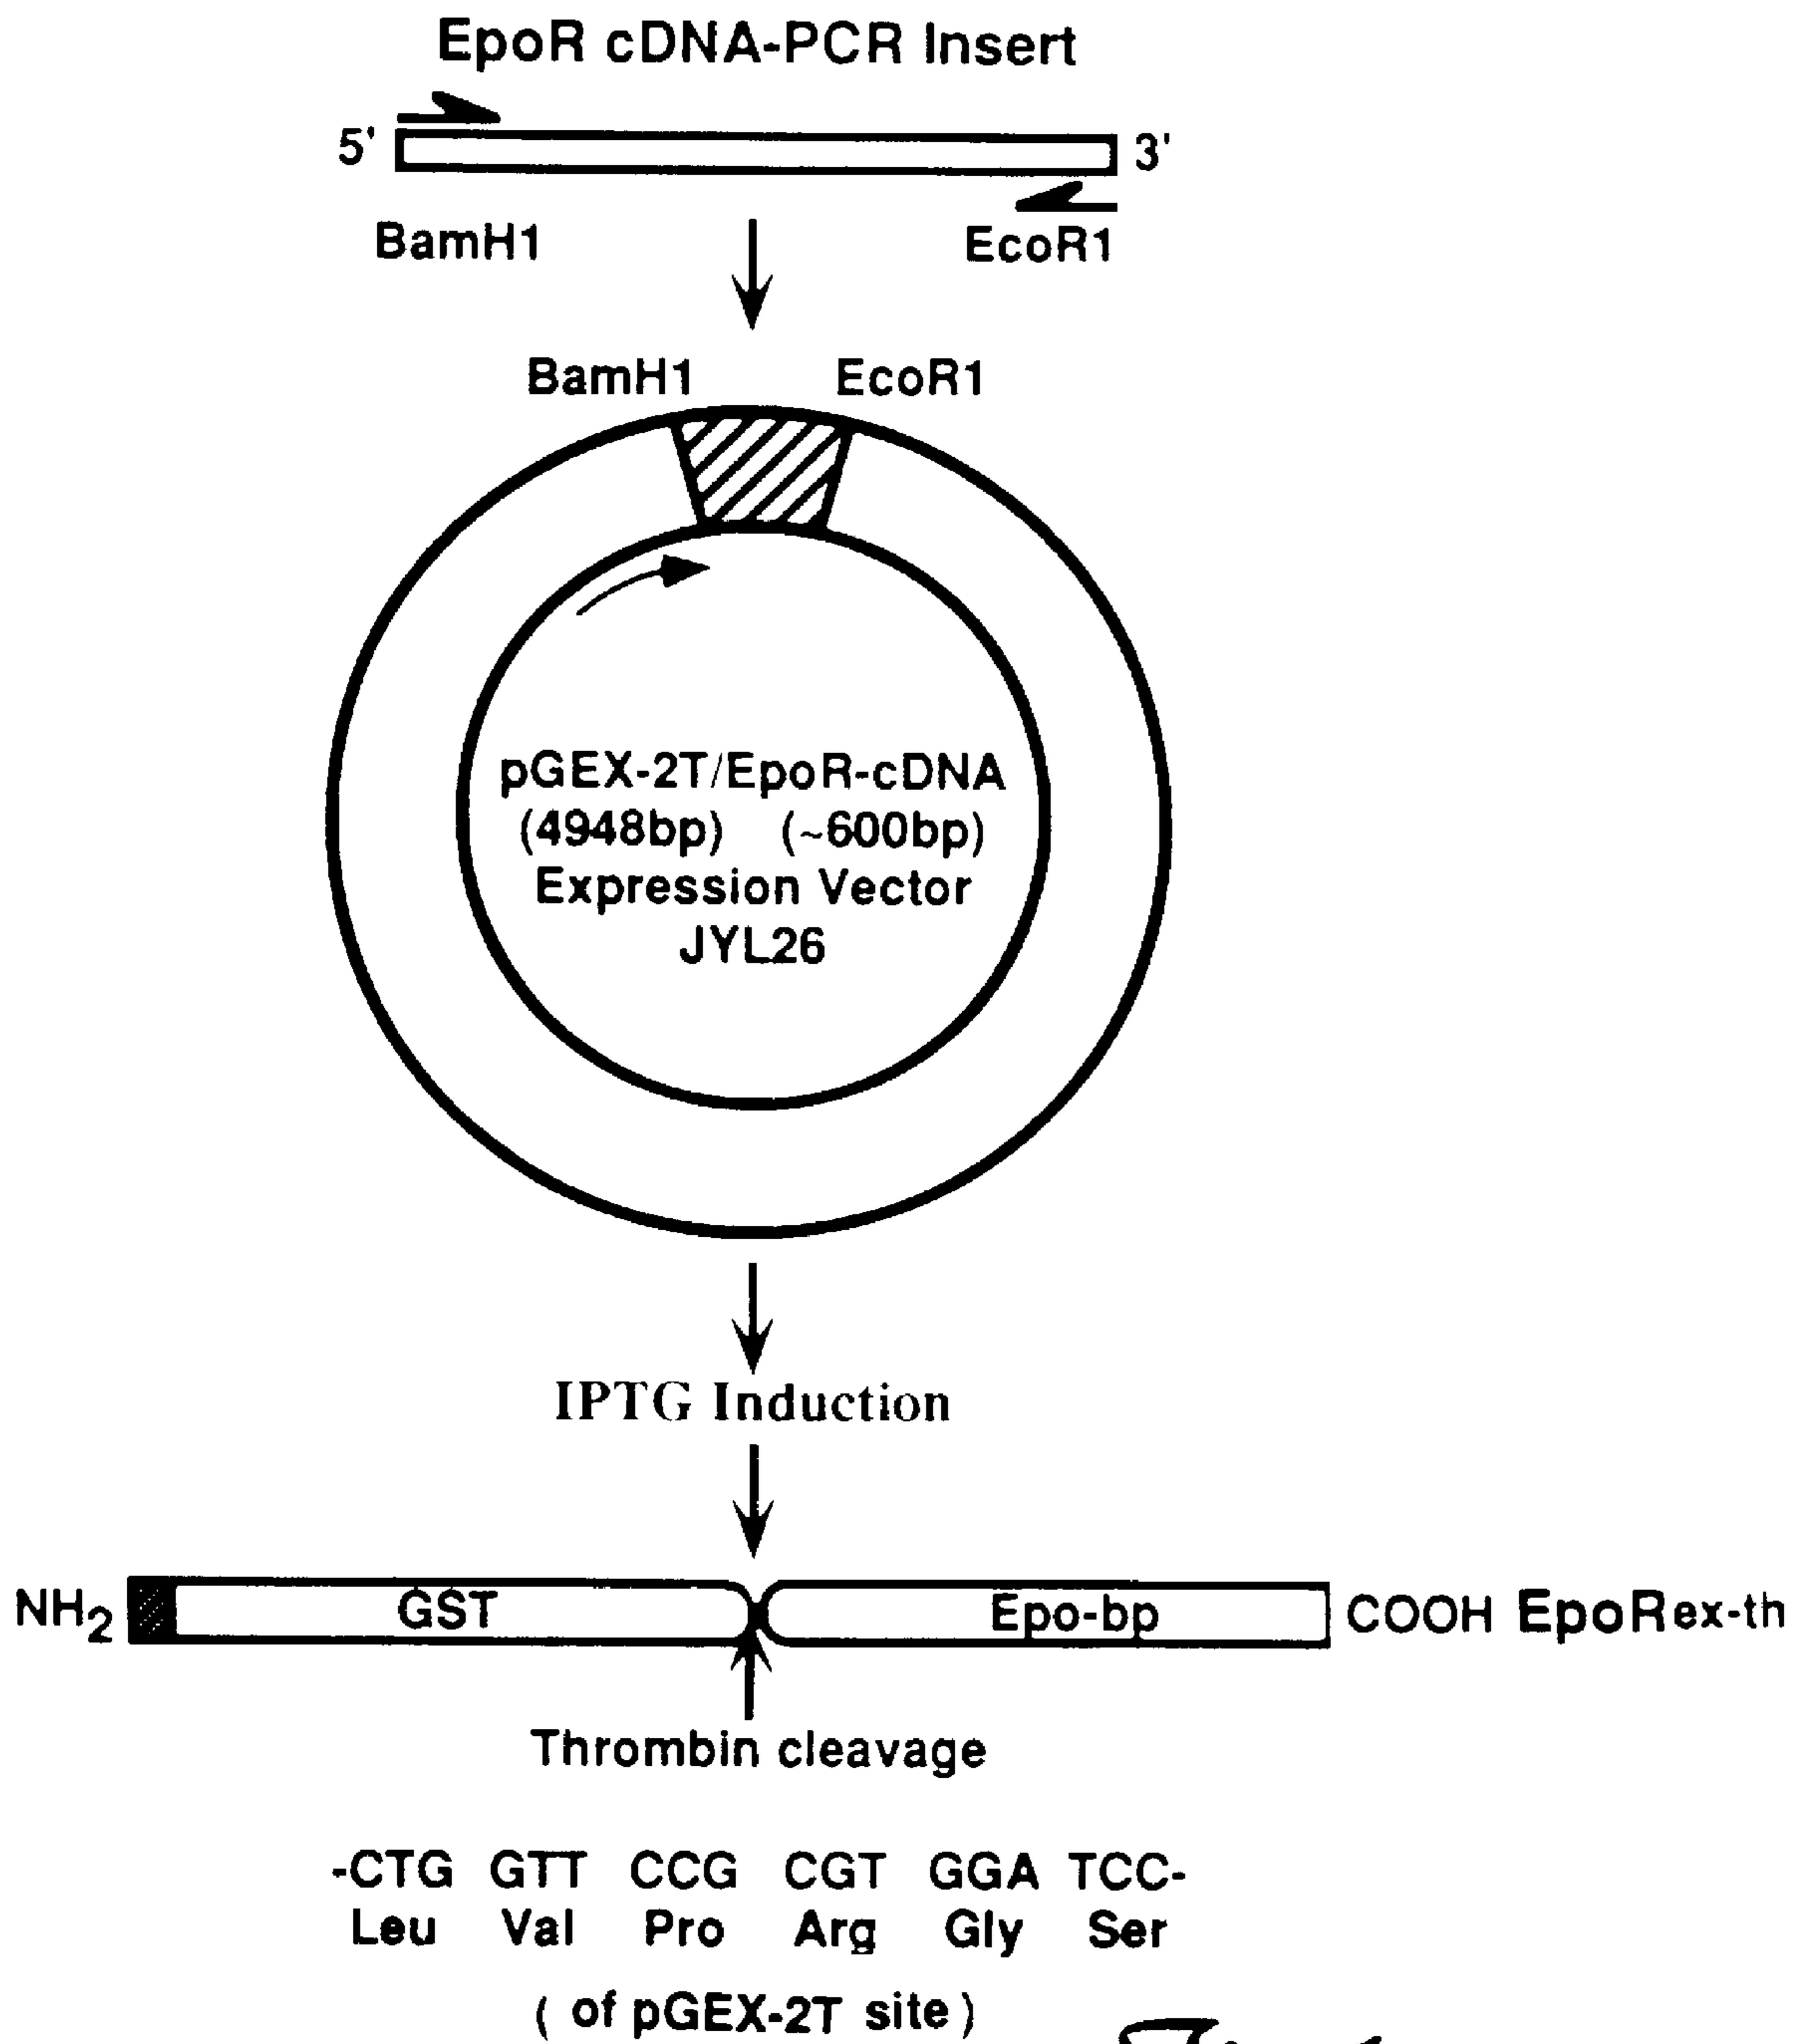 EpoR cDNA-PCR Insert
5' 3'
BamH1 EcoR1
BamH1 EcoR1
pGEX-2T/EpoR-cDNA
(4948bp) (~600bp)
Expression Vector
JYL26
IPTG Induction
NH2 GST Epo-bp COOH EpoRex-th
Thrombin cleavage
-CTG GTT CCG CGT GGA TCC-
Leu Val Pro Arg Gly Ser
( of pGEX-2T site)